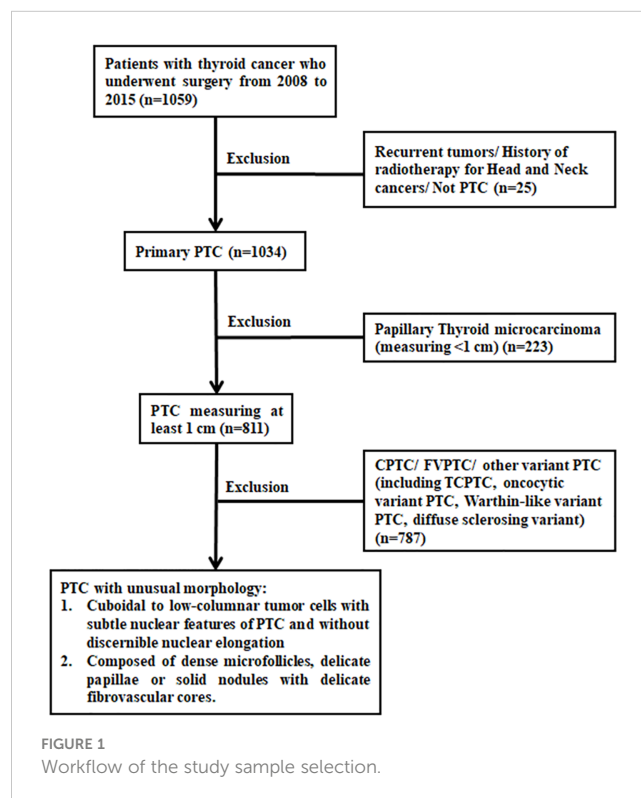 Patients with thyroid cancer who
underwent surgery from 2008 to
2015 (n=1059)
Exclusion
Recurrent tumors/ History of
radiotherapy for Head and Neck
cancers/ Not PTC (n=25)
Primary PTC (n=1034)
Exclusion
Papillary Thyroid microcarcinoma
(measuring <1 cm) (n=223)
PTC measuring at
least 1 cm (n=811)
Exclusion
CPTC/ FVPTC/ other variant PTC
(including TCPTC, oncocytic
variant PTC, Warthin-like variant
PTC, diffuse sclerosing variant)
(n=787)
PTC with unusual morphology:
1. Cuboidal to low-columnar tumor cells with
subtle nuclear features of PTC and without
discernible nuclear elongation
2. Composed of dense microfollicles, delicate
papillae or solid nodules with delicate
fibrovascular cores.
FIGURE 1
Workflow of the study sample selection.